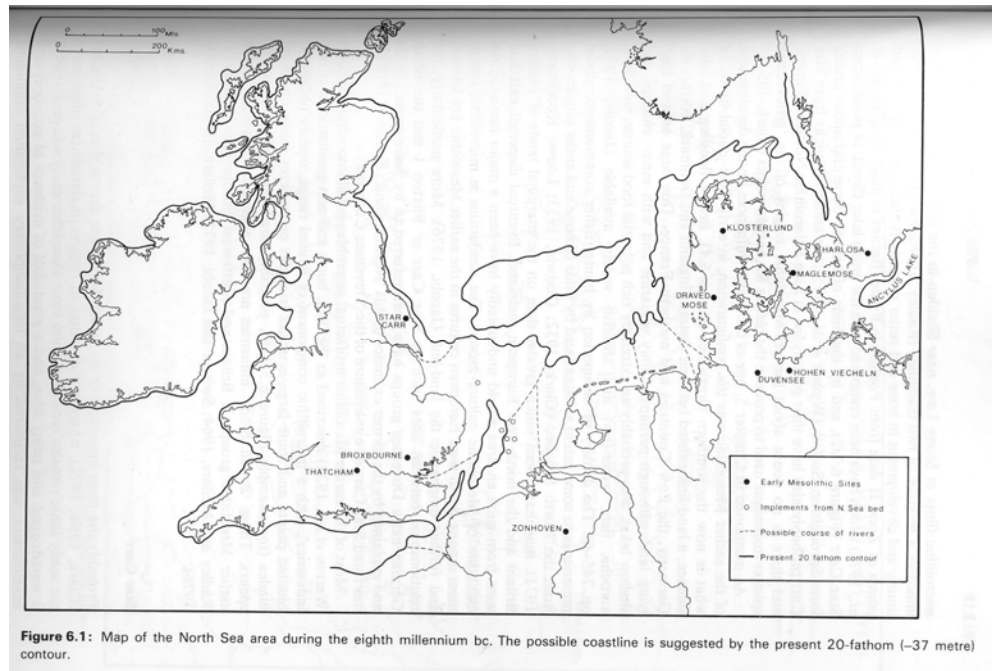 0 100 Mls.
0 200 Kms.
KLOSTERLUND
HARLOSA
MAGLEMOSE
ANCYLUS LAKE
DRAVED
MOSE
STAR
CARR
HOHEN VIECHELN
DUVENSEE
BROXBOURNE
THATCHAM
ZONHOVEN
Early Mesolithic Sites
Implements from N. Sea bed
Possible course of rivers
Present 20 fathom contour
Figure 6.1: Map of the North Sea area during the eighth millennium bc. The possible coastline is suggested by the present 20-fathom (–37 metre)
contour.